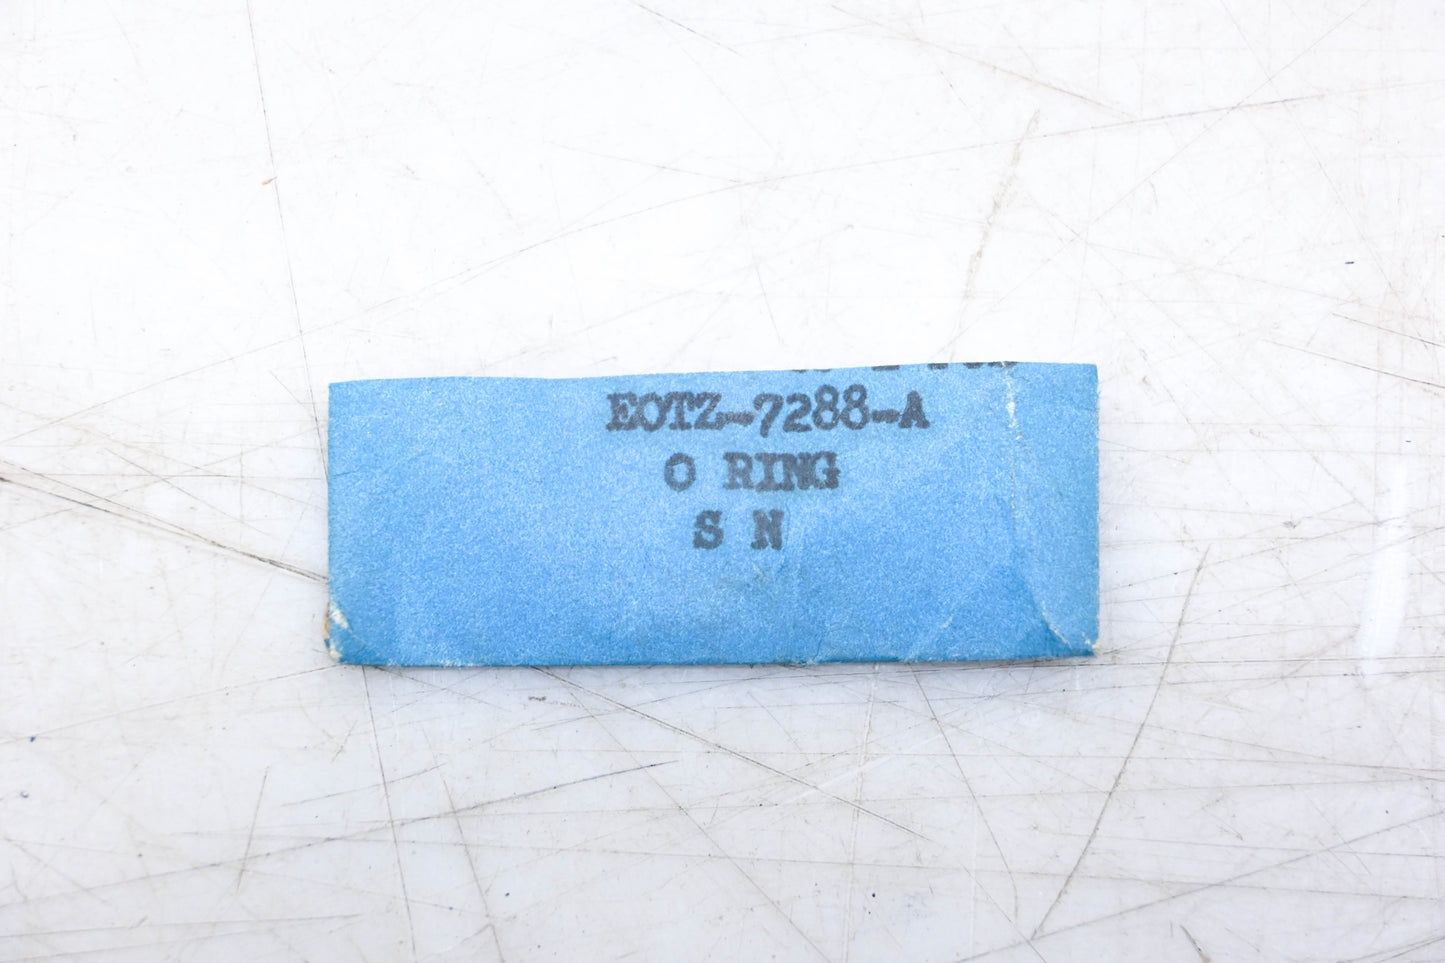 EOTZ-7288-A
O RING
S N